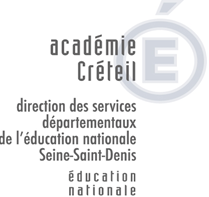 académie
Créteil
É
direction des services
départementaux
de l'éducation nationale
Seine-Saint-Denis
éducation
nationale